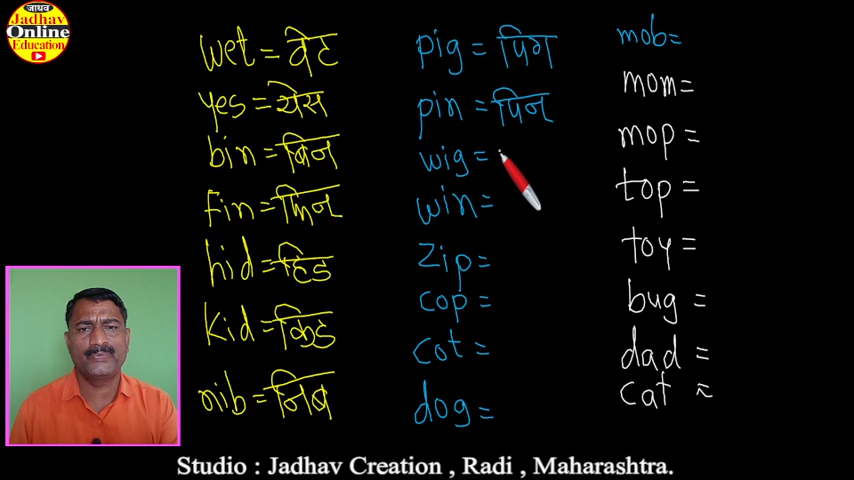 जाधव
Jadhav
Online
Education
wet = वेट
yes = येस
bin = बिन
fin = फिन
hid = हिड
kid = किड
nib = निब
pig = पिग
pin = पिन
wig =
win =
zip =
cop =
cot =
dog =
mob =
mom =
mop =
top =
toy =
bug =
dad =
cat =
Studio : Jadhav Creation , Radi , Maharashtra.